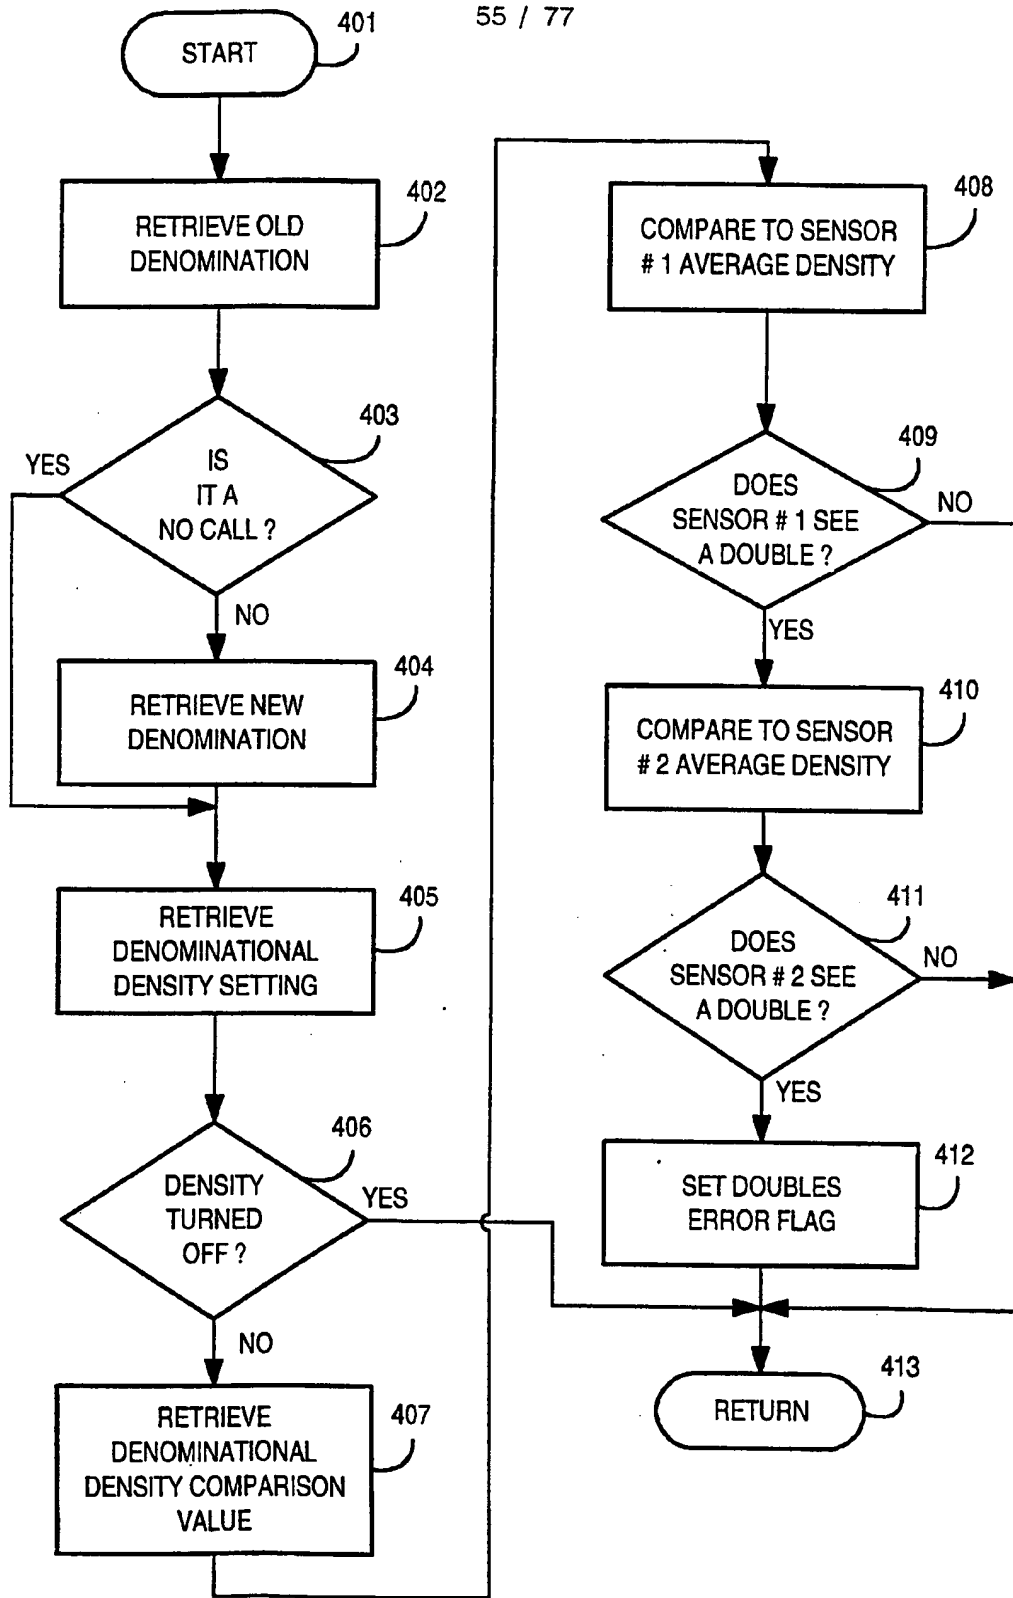 55 / 77
START
401
RETRIEVE OLD
DENOMINATION
402
IS
IT A
NO CALL ?
403
YES
NO
RETRIEVE NEW
DENOMINATION
404
RETRIEVE
DENOMINATIONAL
DENSITY SETTING
405
DENSITY
TURNED
OFF ?
406
YES
NO
RETRIEVE
DENOMINATIONAL
DENSITY COMPARISON
VALUE
407
COMPARE TO SENSOR
# 1 AVERAGE DENSITY
408
DOES
SENSOR # 1 SEE
A DOUBLE ?
409
NO
YES
COMPARE TO SENSOR
# 2 AVERAGE DENSITY
410
DOES
SENSOR # 2 SEE
A DOUBLE ?
411
NO
YES
SET DOUBLES
ERROR FLAG
412
RETURN
413